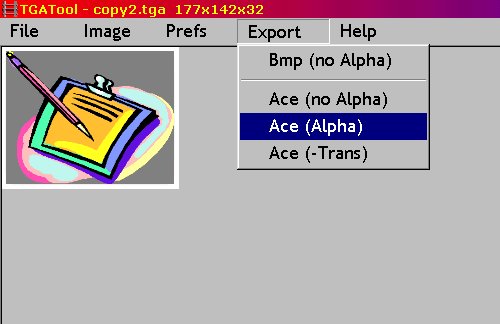 TGATool - copy2.tga 177x142x32
File Image Prefs Export Help
Bmp (no Alpha)
Ace (no Alpha)
Ace (Alpha)
Ace (-Trans)